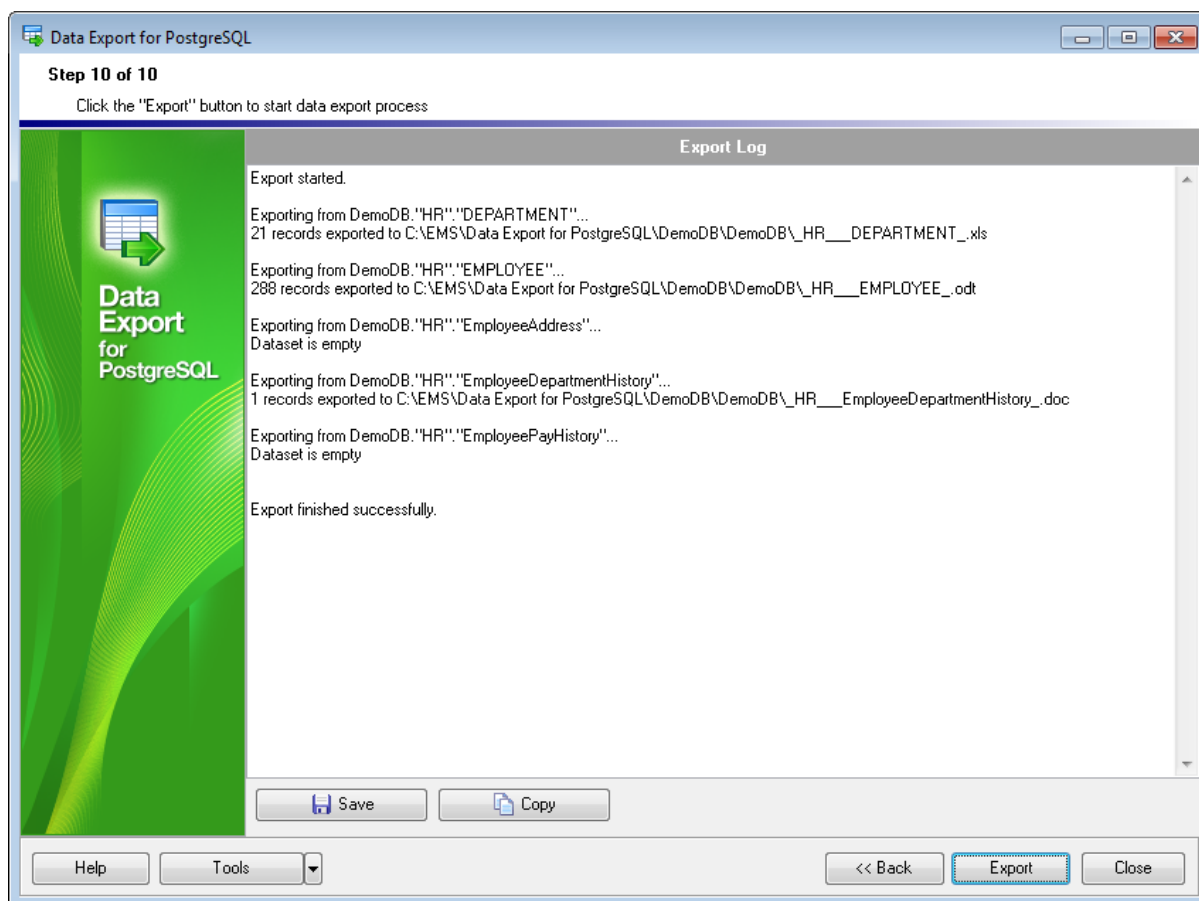 Data Export for PostgreSQL
Step 10 of 10
Click the "Export" button to start data export process
Data
Export
for
PostgreSQL
Export Log
Export started.
Exporting from DemoDB."HR"."DEPARTMENT"...
21 records exported to C:\EMS\Data Export for PostgreSQL\DemoDB\DemoDB\_HR___DEPARTMENT_.xls
Exporting from DemoDB."HR"."EMPLOYEE"...
288 records exported to C:\EMS\Data Export for PostgreSQL\DemoDB\DemoDB\_HR___EMPLOYEE_.odt
Exporting from DemoDB."HR"."EmployeeAddress"...
Dataset is empty
Exporting from DemoDB."HR"."EmployeeDepartmentHistory"...
1 records exported to C:\EMS\Data Export for PostgreSQL\DemoDB\DemoDB\_HR___EmployeeDepartmentHistory_.doc
Exporting from DemoDB."HR"."EmployeePayHistory"...
Dataset is empty
Export finished successfully.
Save Copy
Help Tools << Back Export Close